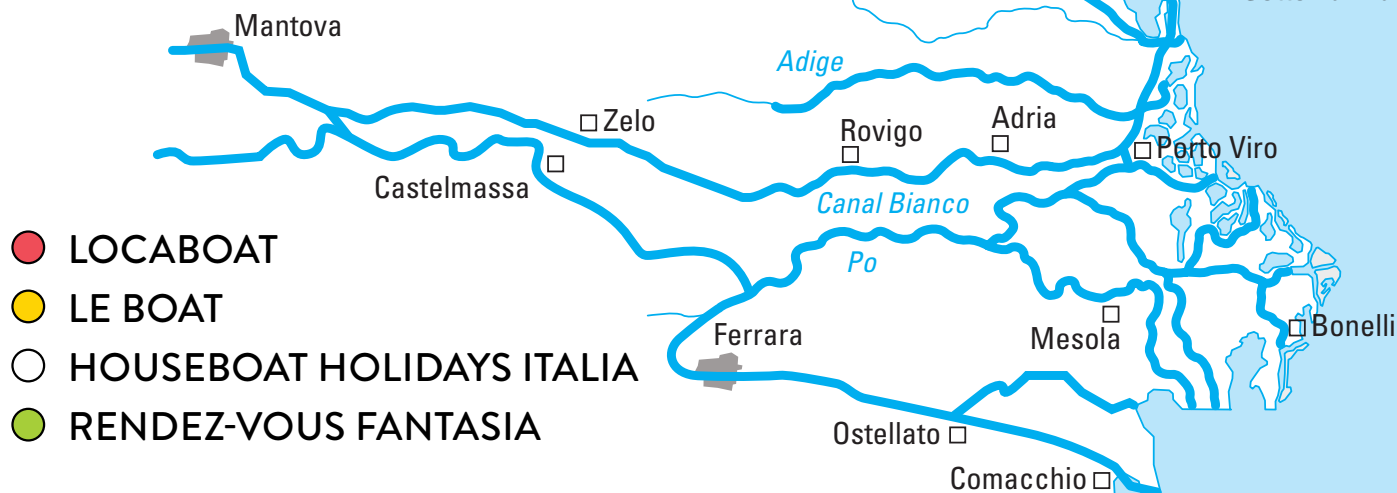 Mantova
Adige
Zelo
Rovigo
Adria
Porto Viro
Castelmassa
Canal Bianco
LOCABOAT
Po
LE BOAT
Ferrara
Mesola
Bonelli
HOUSEBOAT HOLIDAYS ITALIA
RENDEZ-VOUS FANTASIA
Ostellato
Comacchio